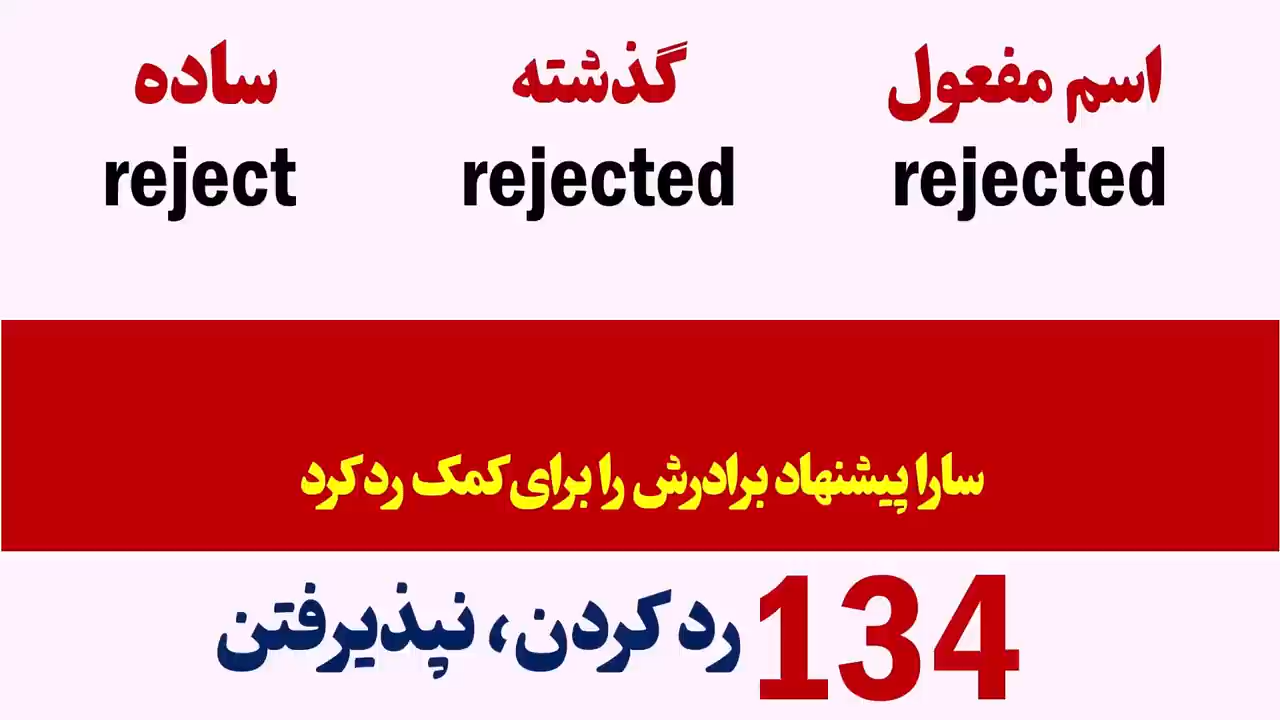 ساده گذشته اسم مفعول
reject rejected rejected
سارا پیشنهاد برادرش را برای کمک رد کرد
134 رد کردن، نپذیرفتن